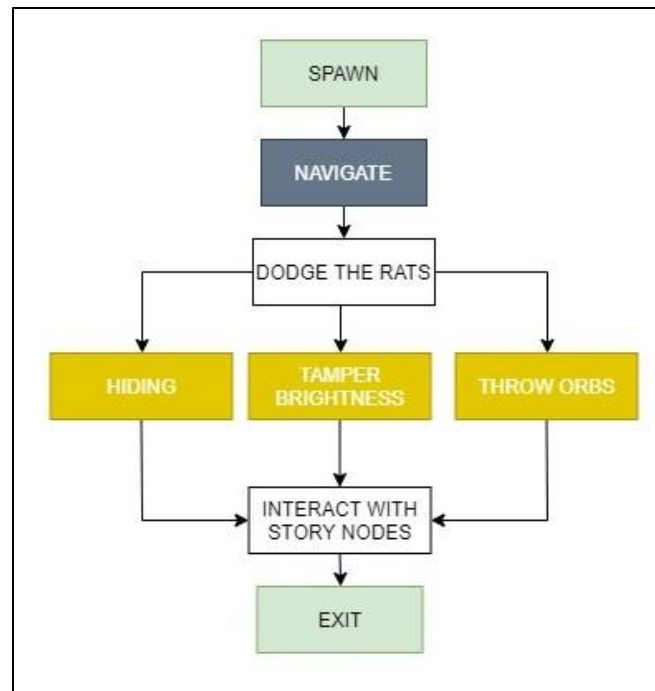 SPAWN
NAVIGATE
DODGE THE RATS
HIDING
TAMPER
BRIGHTNESS
THROW ORBS
INTERACT WITH
STORY NODES
EXIT